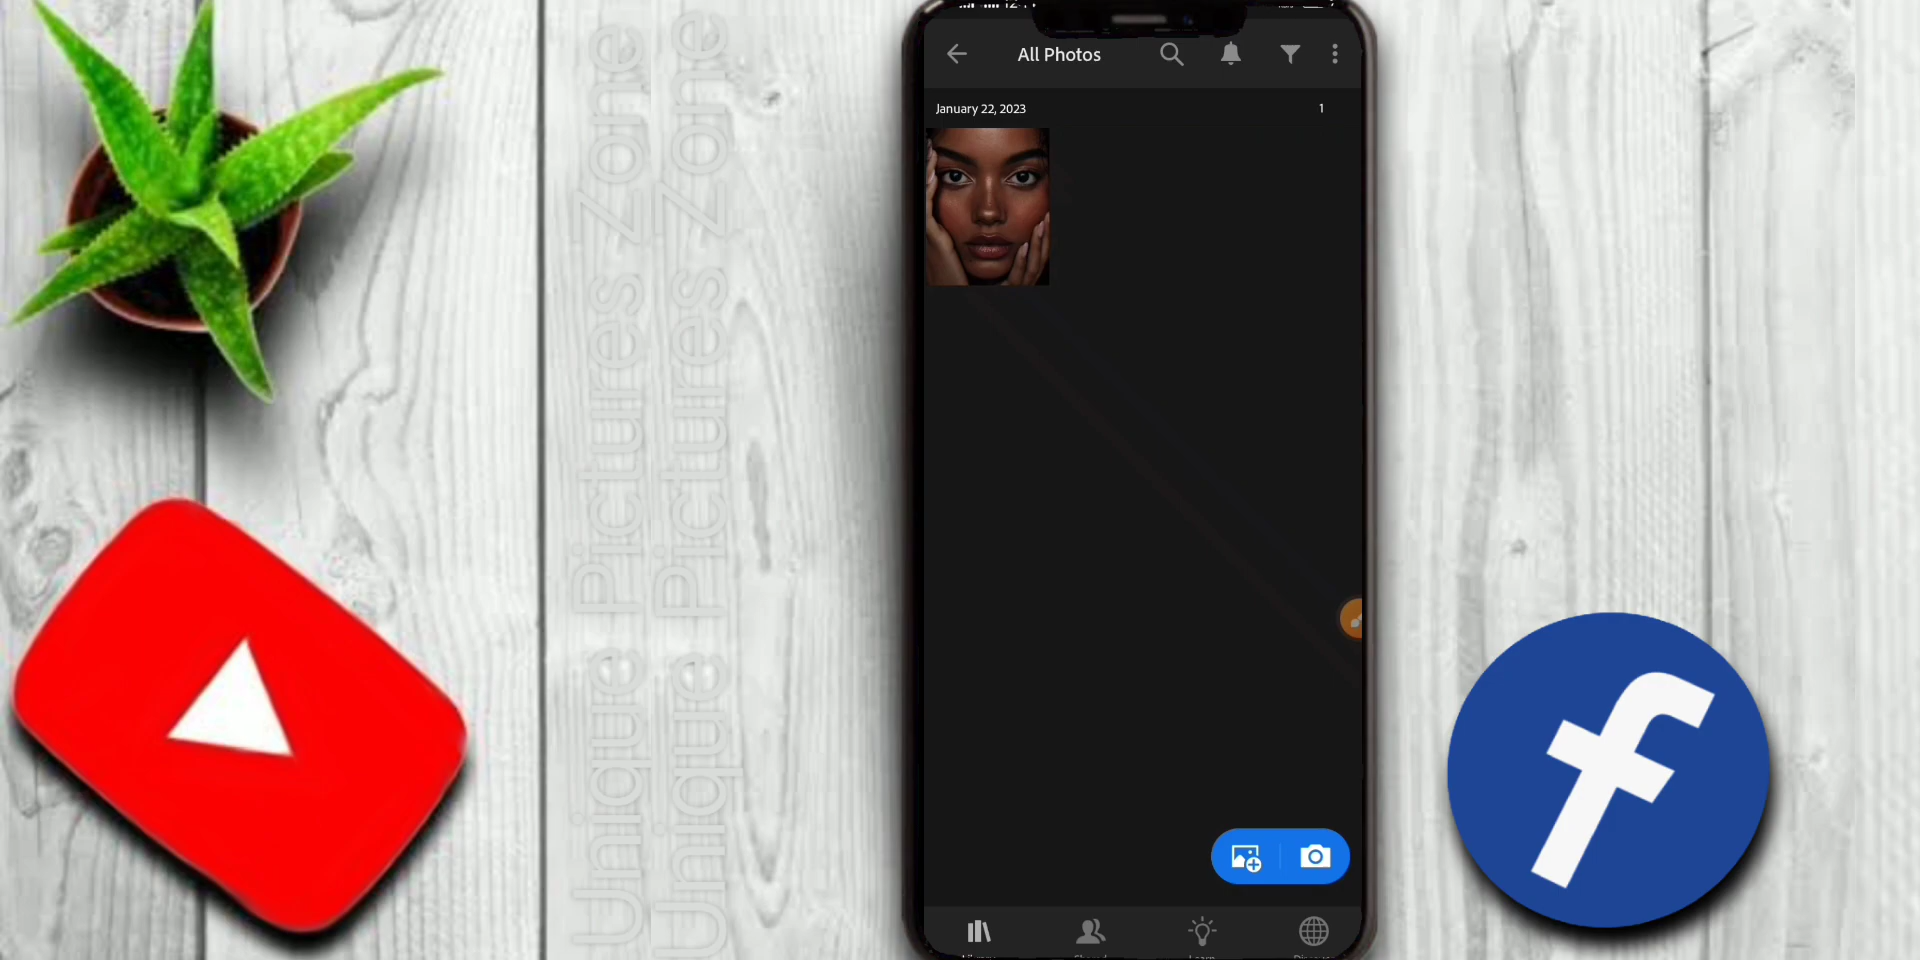 All Photos
January 22, 2023
1
Unique Pictures Zone
Unique Pictures Zone